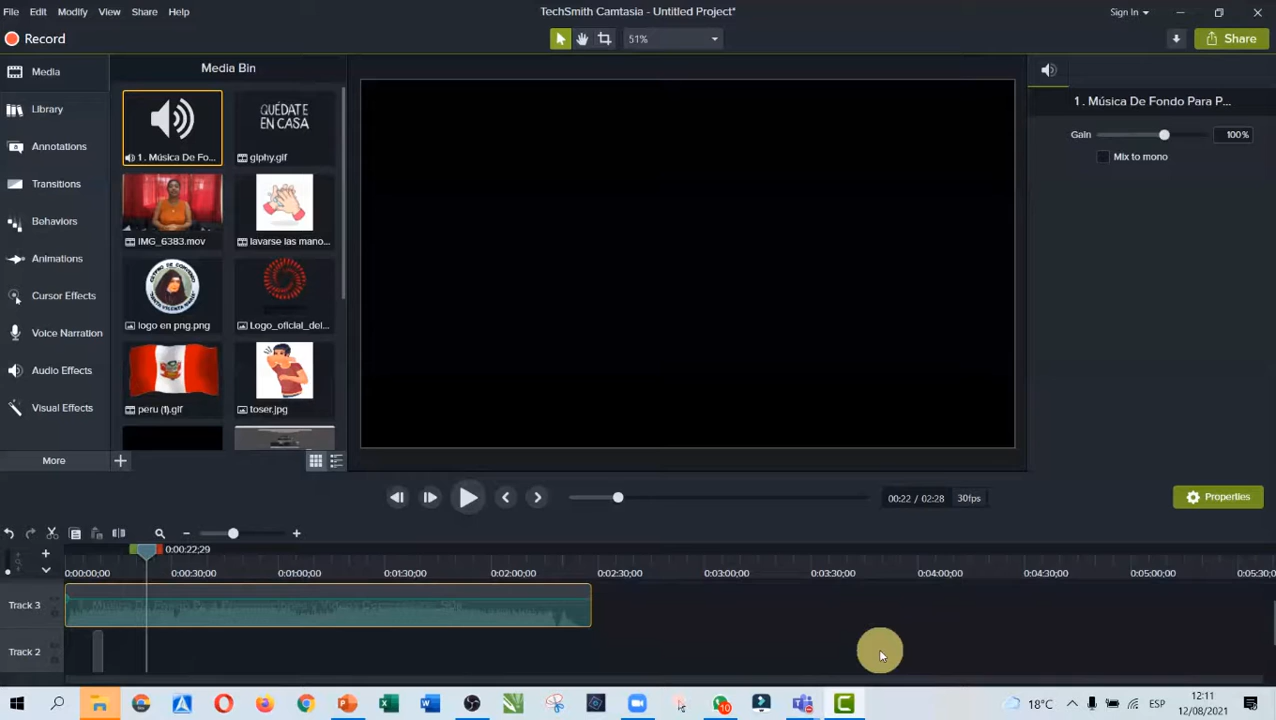 File Edit Modify View Share Help
TechSmith Camtasia - Untitled Project*
Sign In
Record
51%
Share
Media
Library
Annotations
Transitions
Behaviors
Animations
Cursor Effects
Voice Narration
Audio Effects
Visual Effects
More
Media Bin
1. Música De Fo...
QUÉDATE
EN CASA
giphy.gif
IMG_6383.mov
lavarse las mano...
logo en png.png
Logo_oficial_del...
peru (1).gif
toser.jpg
1. Música De Fondo Para P...
Gain
100%
Mix to mono
00:22 / 02:28
30fps
Properties
0:00:22;29
0:00:00;00 0:00:30;00 0:01:00;00 0:01:30;00 0:02:00;00 0:02:30;00 0:03:00;00 0:03:30;00 0:04:00;00 0:04:30;00 0:05:00;00 0:05:30;0
Track 3
Track 2
10
18°C
ESP
12:11
12/08/2021